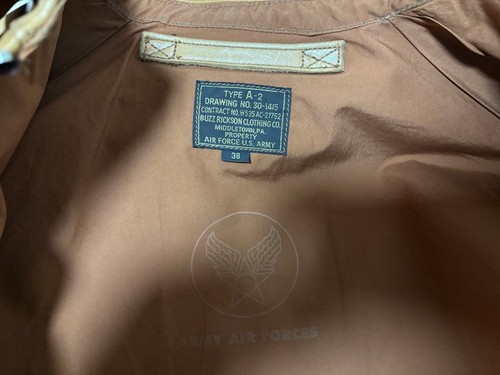 TYPE A-2
DRAWING NO. 30-1415
CONTRACT NO. W535 AC-27752
BUZZ RICKSON CLOTHING CO.
MIDDLETOWN, PA.
PROPERTY
AIR FORCE U.S. ARMY
38
ARMY AIR FORCES